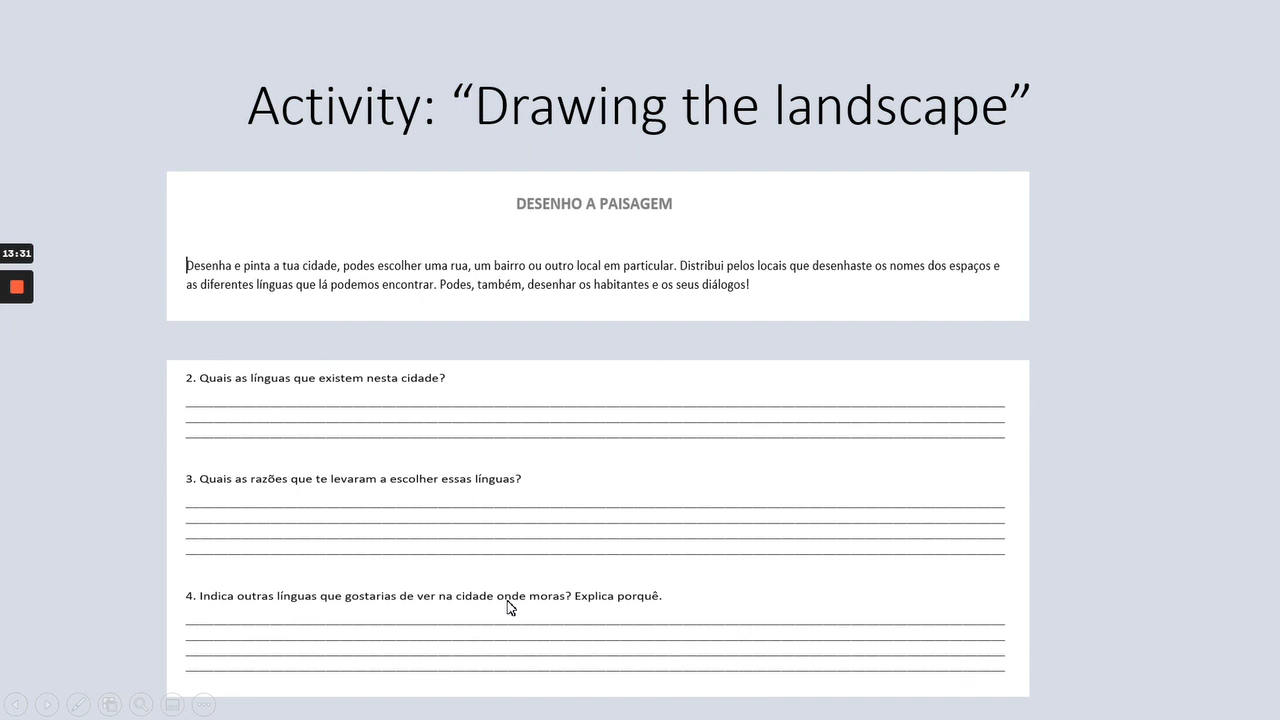 Activity: “Drawing the landscape”
DESENHO A PAISAGEM
13:31
Desenha e pinta a tua cidade, podes escolher uma rua, um bairro ou outro local em particular. Distribui pelos locais que desenhaste os nomes dos espaços e
as diferentes línguas que lá podemos encontrar. Podes, também, desenhar os habitantes e os seus diálogos!
2. Quais as línguas que existem nesta cidade?
3. Quais as razões que te levaram a escolher essas línguas?
4. Indica outras línguas que gostarias de ver na cidade onde moras? Explica porquê.